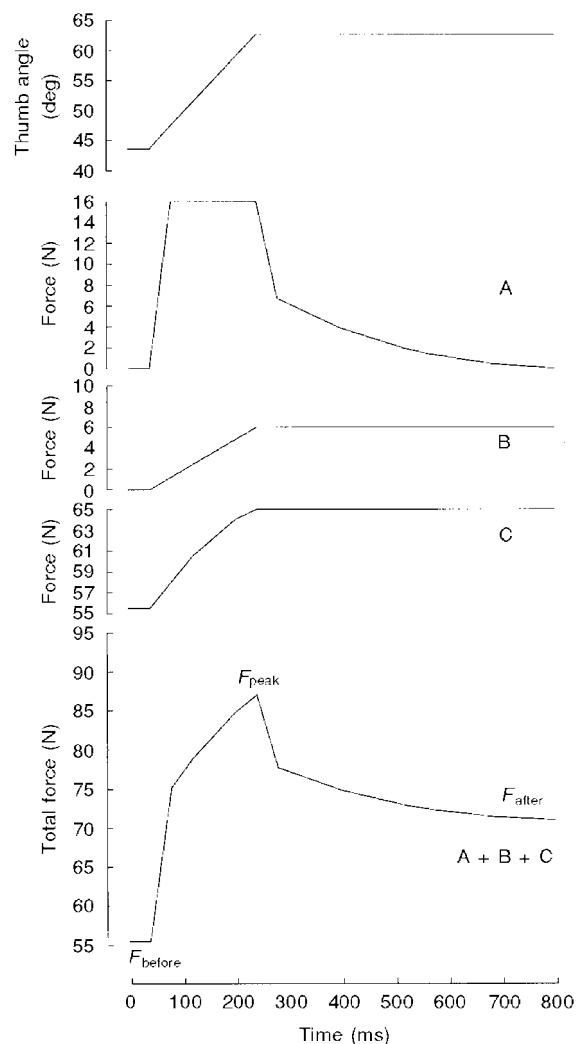 Thumb angle
(deg)
65
60
55
50
45
40
Force (N)
16
14
12
10
8
6
4
2
0
A
Force (N)
10
8
6
4
2
0
B
Force (N)
65
63
61
59
57
55
C
Total force (N)
95
90
85
80
75
70
65
60
55
Fpeak
Fafter
A + B + C
Fbefore
0 100 200 300 400 500 600 700 800
Time (ms)